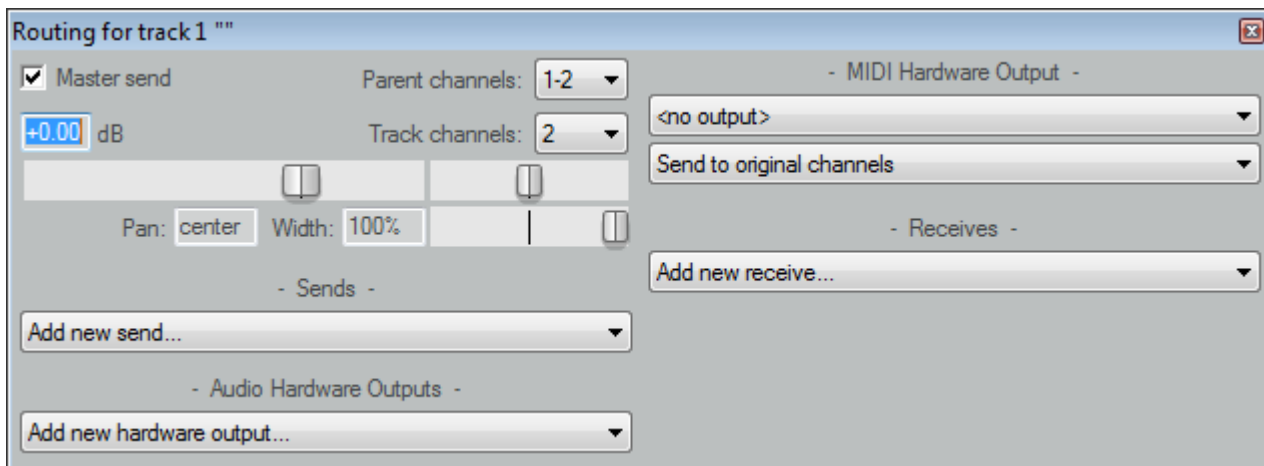 Routing for track 1 ""
Master send
Parent channels: 1-2
+0.00 dB
Track channels: 2
Pan: center Width: 100%
- Sends -
Add new send...
- Audio Hardware Outputs -
Add new hardware output...
- MIDI Hardware Output -
<no output>
Send to original channels
- Receives -
Add new receive...